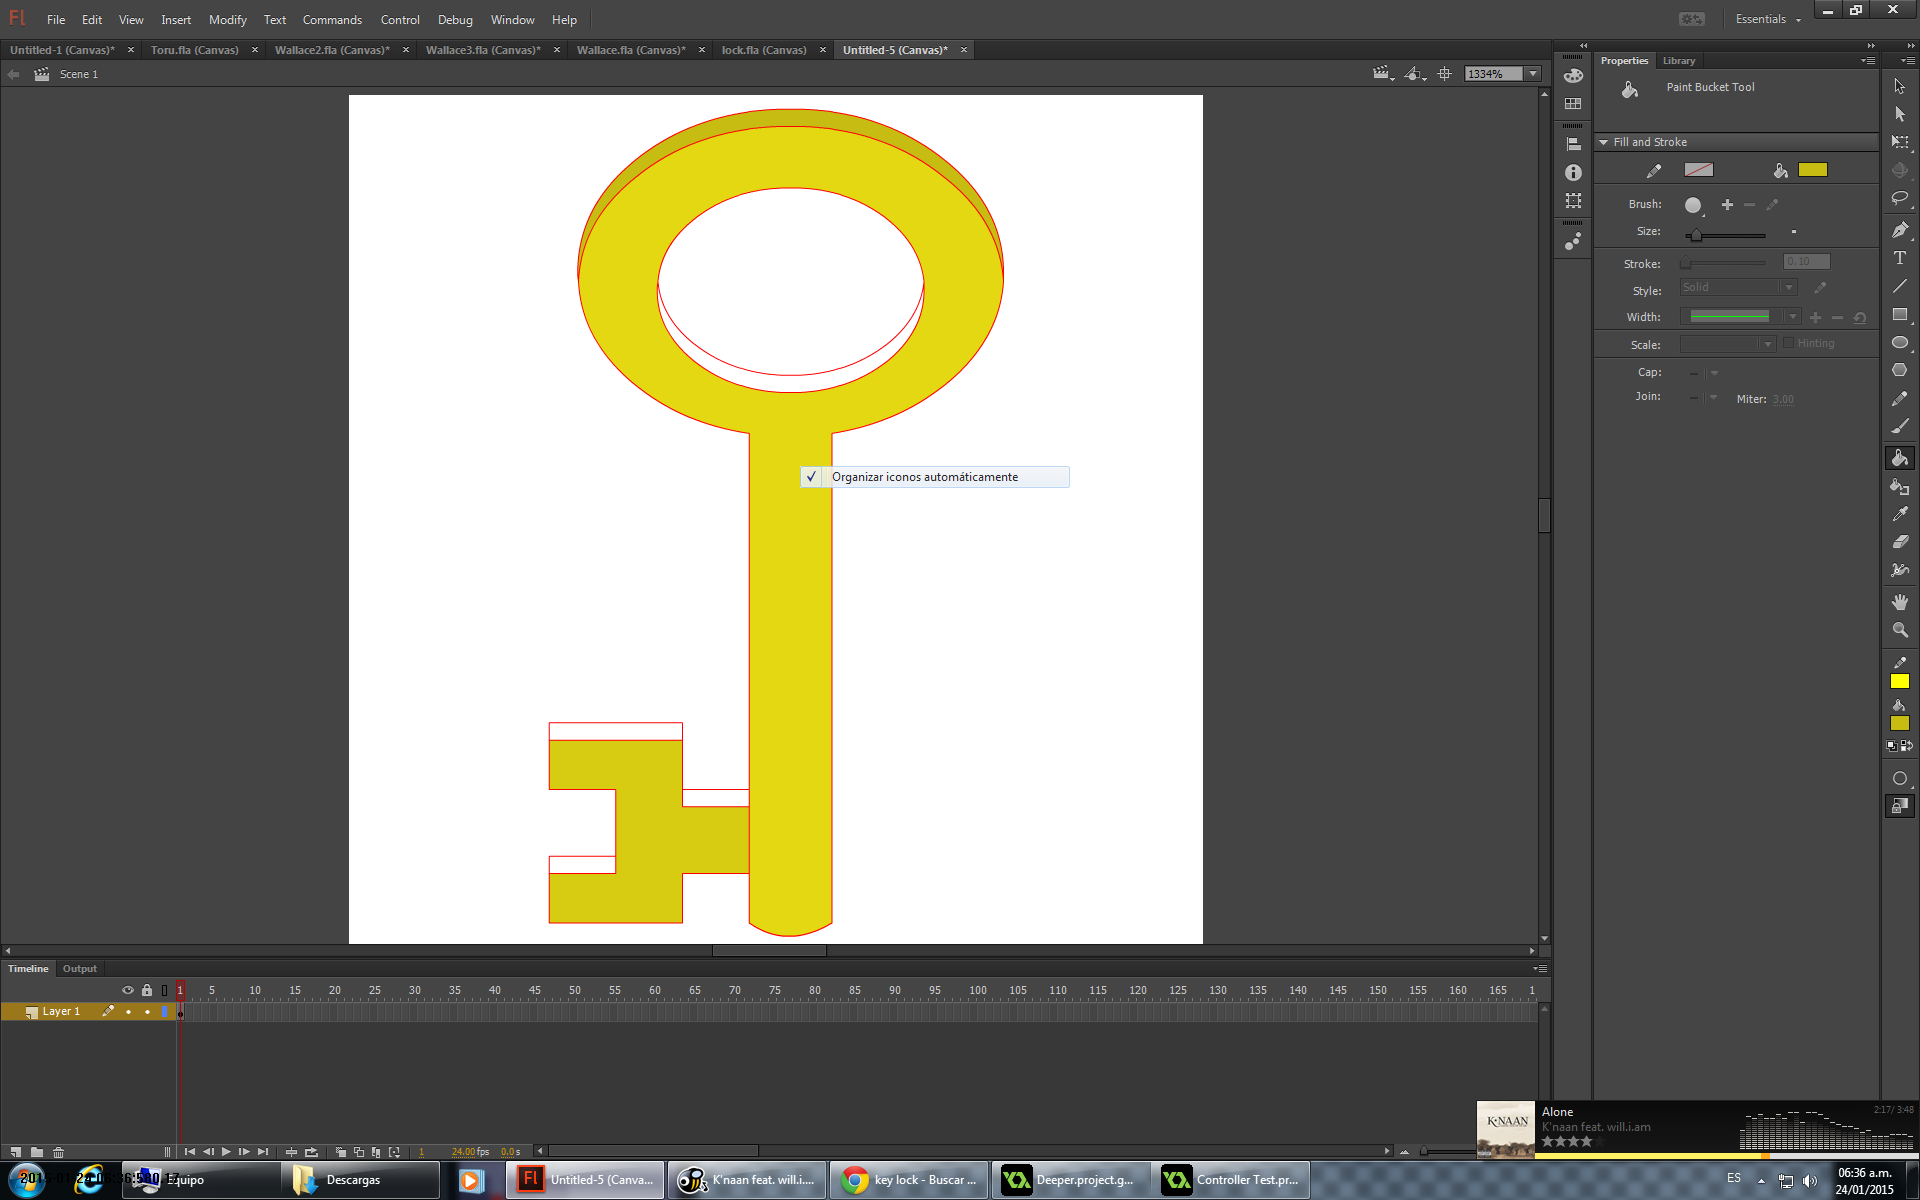 Fl File Edit View Insert Modify Text Commands Control Debug Window Help Essentials
Untitled-1 (Canvas)* Toru.fla (Canvas) Wallace2.fla (Canvas)* Wallace3.fla (Canvas)* Wallace.fla (Canvas)* lock.fla (Canvas) Untitled-5 (Canvas)*
Scene 1 1334%
Properties Library
Paint Bucket Tool
Fill and Stroke
Brush:
Size:
Stroke: 0,10
Style: Solid
Width:
Scale: Hinting
Cap:
Join: Miter: 3,00
Organizar iconos automáticamente
Timeline Output
1 5 10 15 20 25 30 35 40 45 50 55 60 65 70 75 80 85 90 95 100 105 110 115 120 125 130 135 140 145 150 155 160 165 1
Layer 1
1 24.00 fps 0.0 s
K'NAAN
Alone 2:17/ 3:48
K'naan feat. will.i.am
Equipo Descargas Fl Untitled-5 (Canva... K'naan feat. will.i.... key lock - Buscar ... Deeper.project.g... Controller Test.pr... ES
06:36 a.m.
24/01/2015